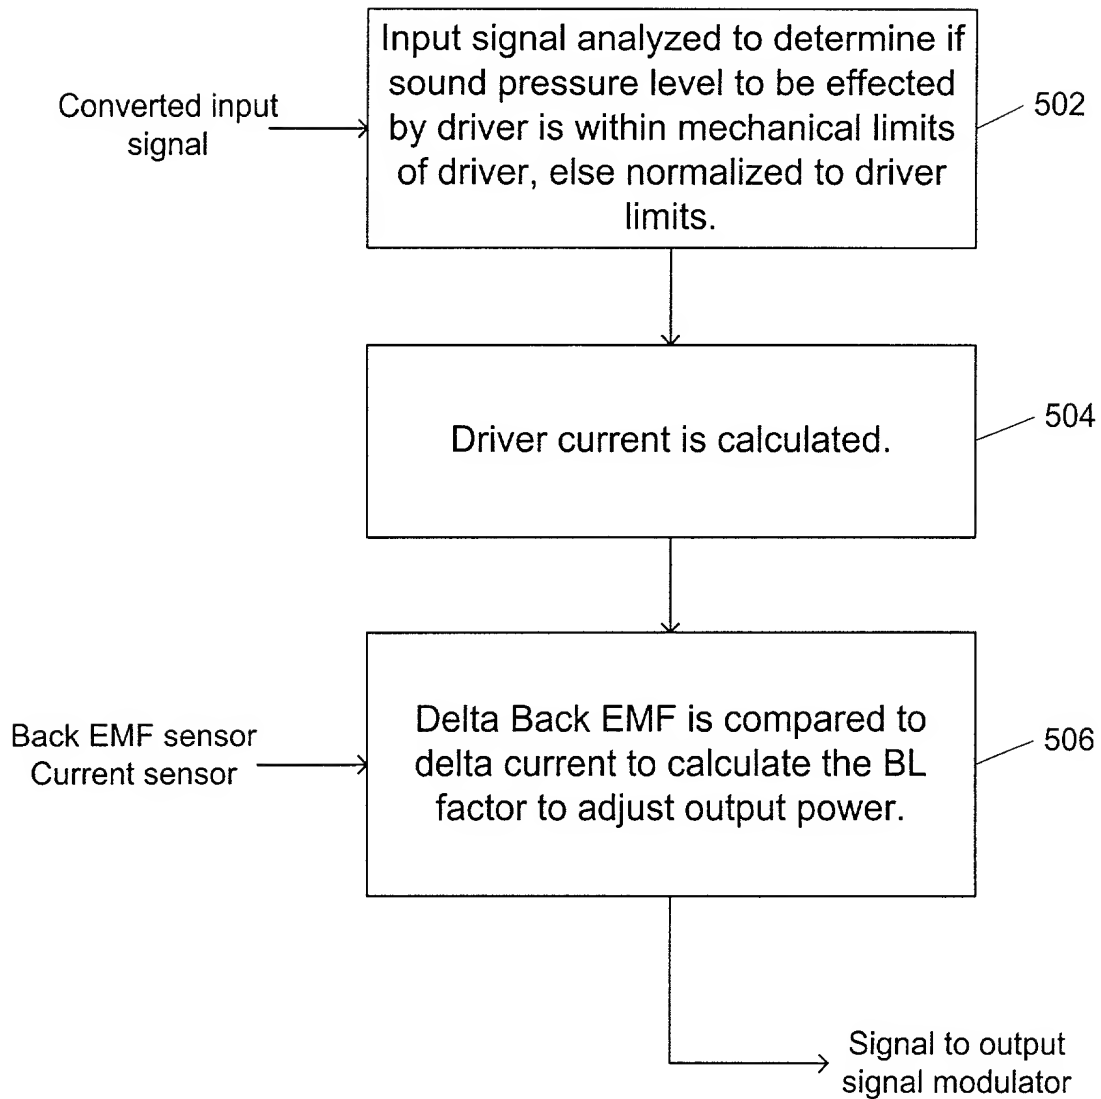 Input signal analyzed to determine if
sound pressure level to be effected
by driver is within mechanical limits
of driver, else normalized to driver
limits.
502
Converted input
signal
Driver current is calculated.
504
Delta Back EMF is compared to
delta current to calculate the BL
factor to adjust output power.
506
Back EMF sensor
Current sensor
Signal to output
signal modulator